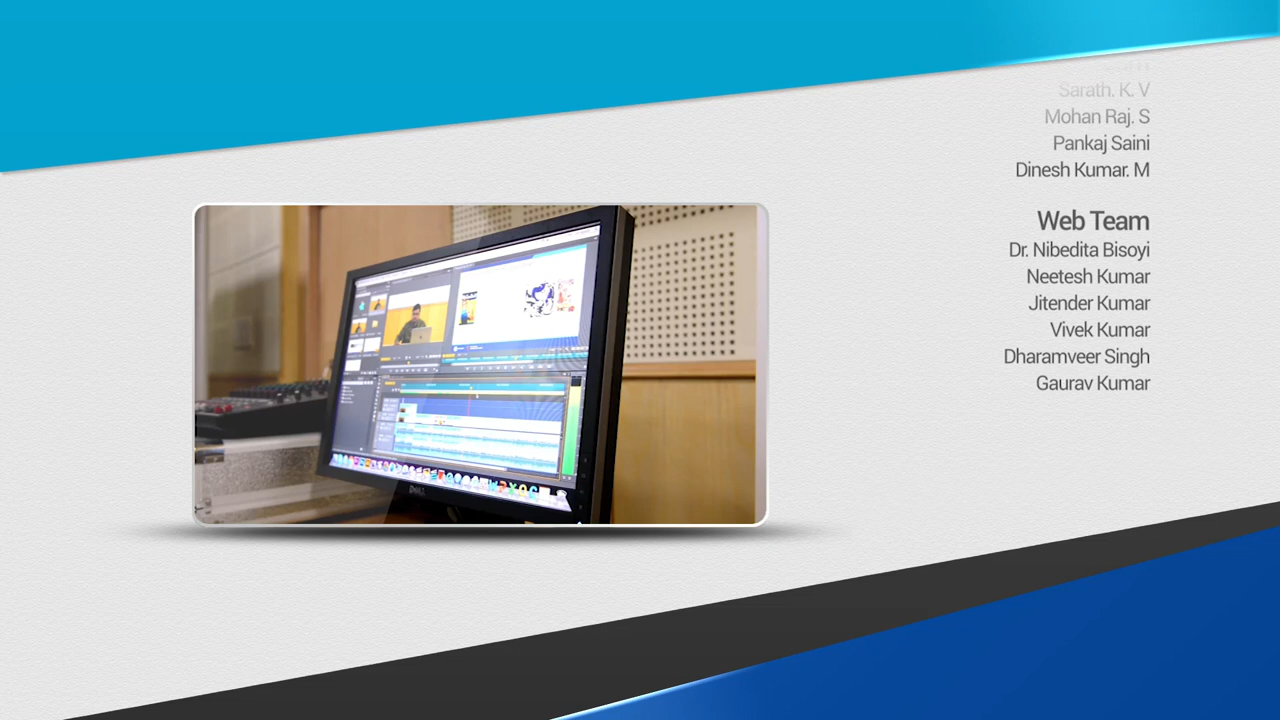 Sarath. K. V
Mohan Raj. S
Pankaj Saini
Dinesh Kumar. M
Web Team
Dr. Nibedita Bisoyi
Neetesh Kumar
Jitender Kumar
Vivek Kumar
Dharamveer Singh
Gaurav Kumar
DELL